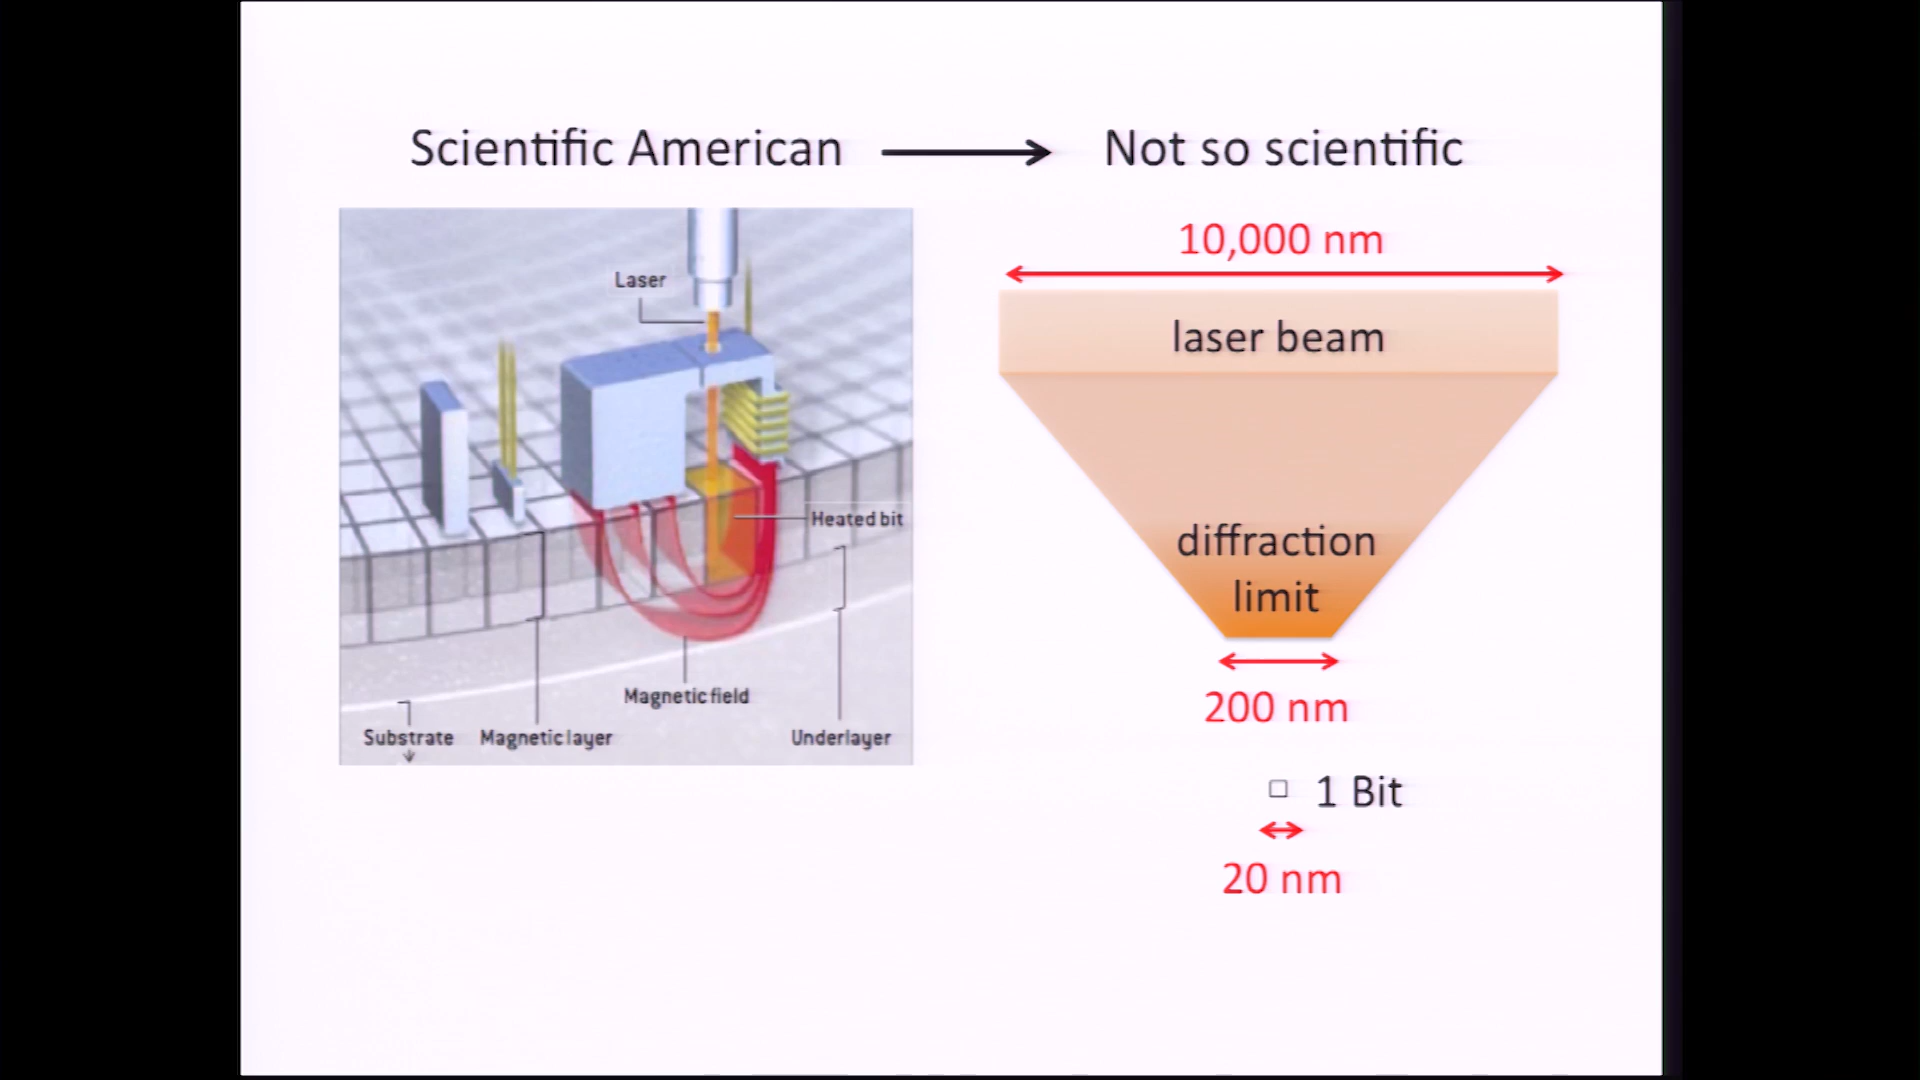 Scientific American
Not so scientific
Laser
Heated bit
Magnetic field
Substrate
Magnetic layer
Underlayer
10,000 nm
laser beam
diffraction
limit
200 nm
1 Bit
20 nm